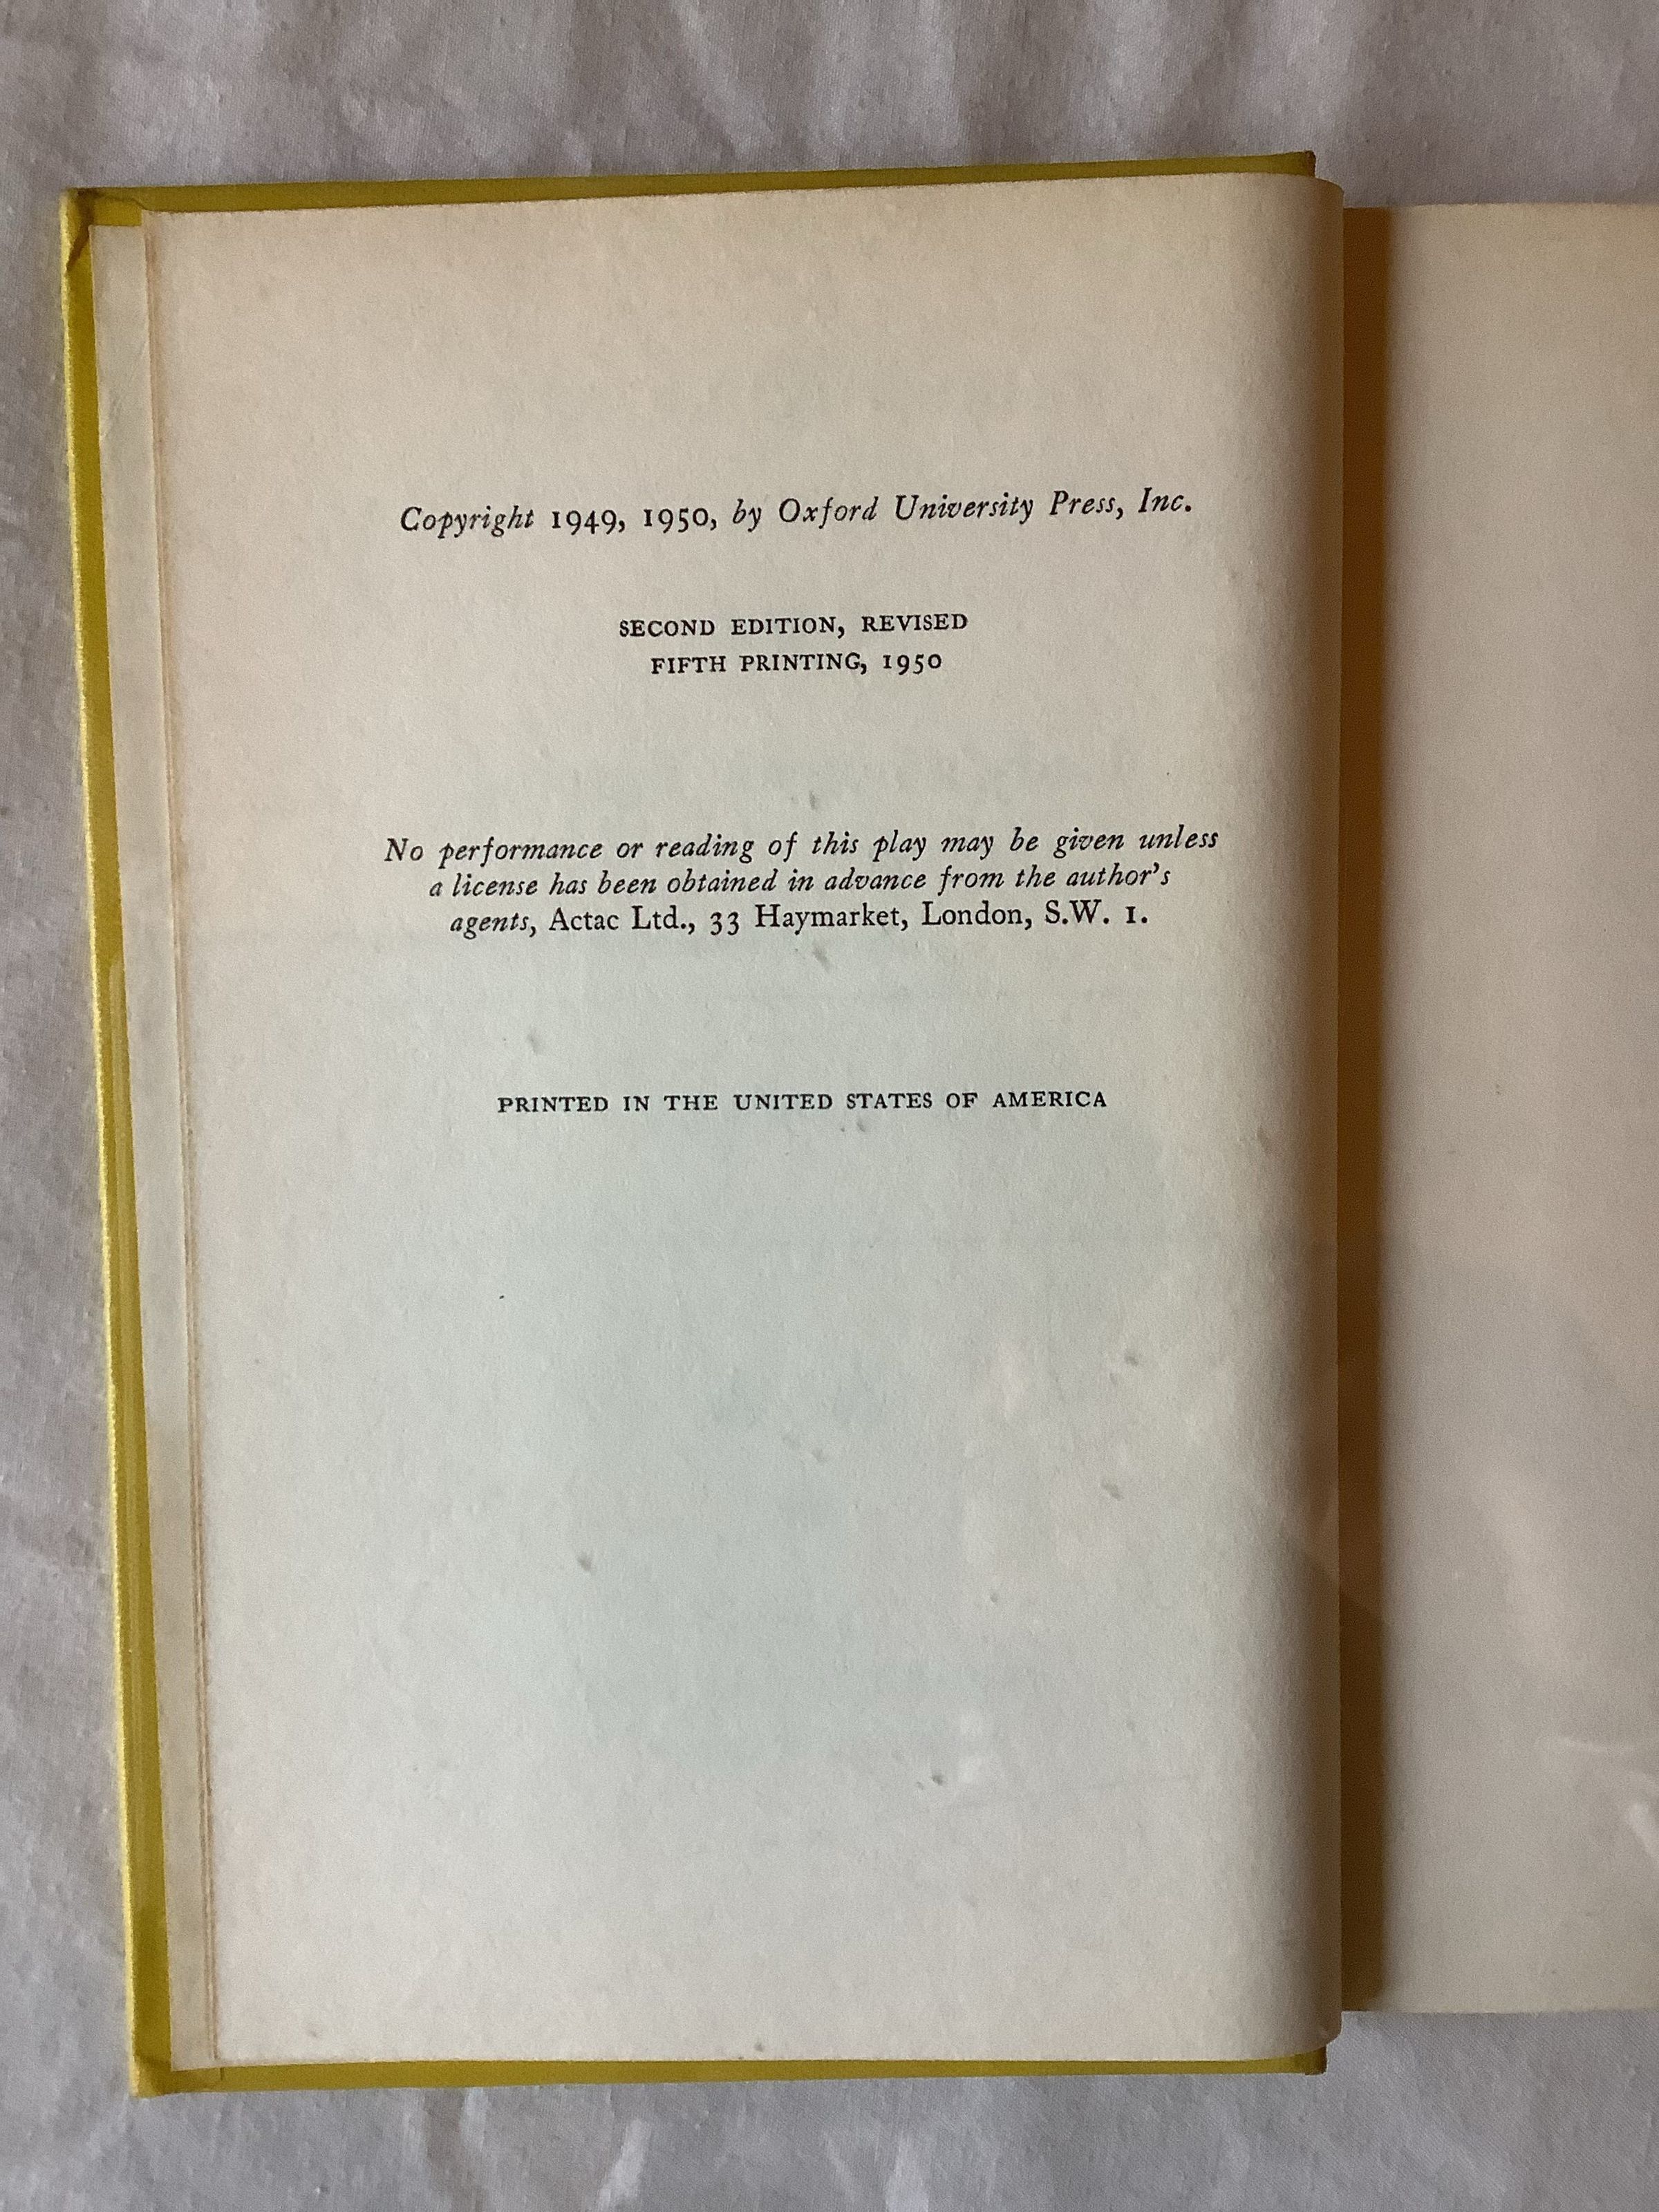 Copyright 1949, 1950, by Oxford University Press, Inc.
SECOND EDITION, REVISED
FIFTH PRINTING, 1950
No performance or reading of this play may be given unless
a license has been obtained in advance from the author's
agents, Actac Ltd., 33 Haymarket, London, S.W. 1.
PRINTED IN THE UNITED STATES OF AMERICA